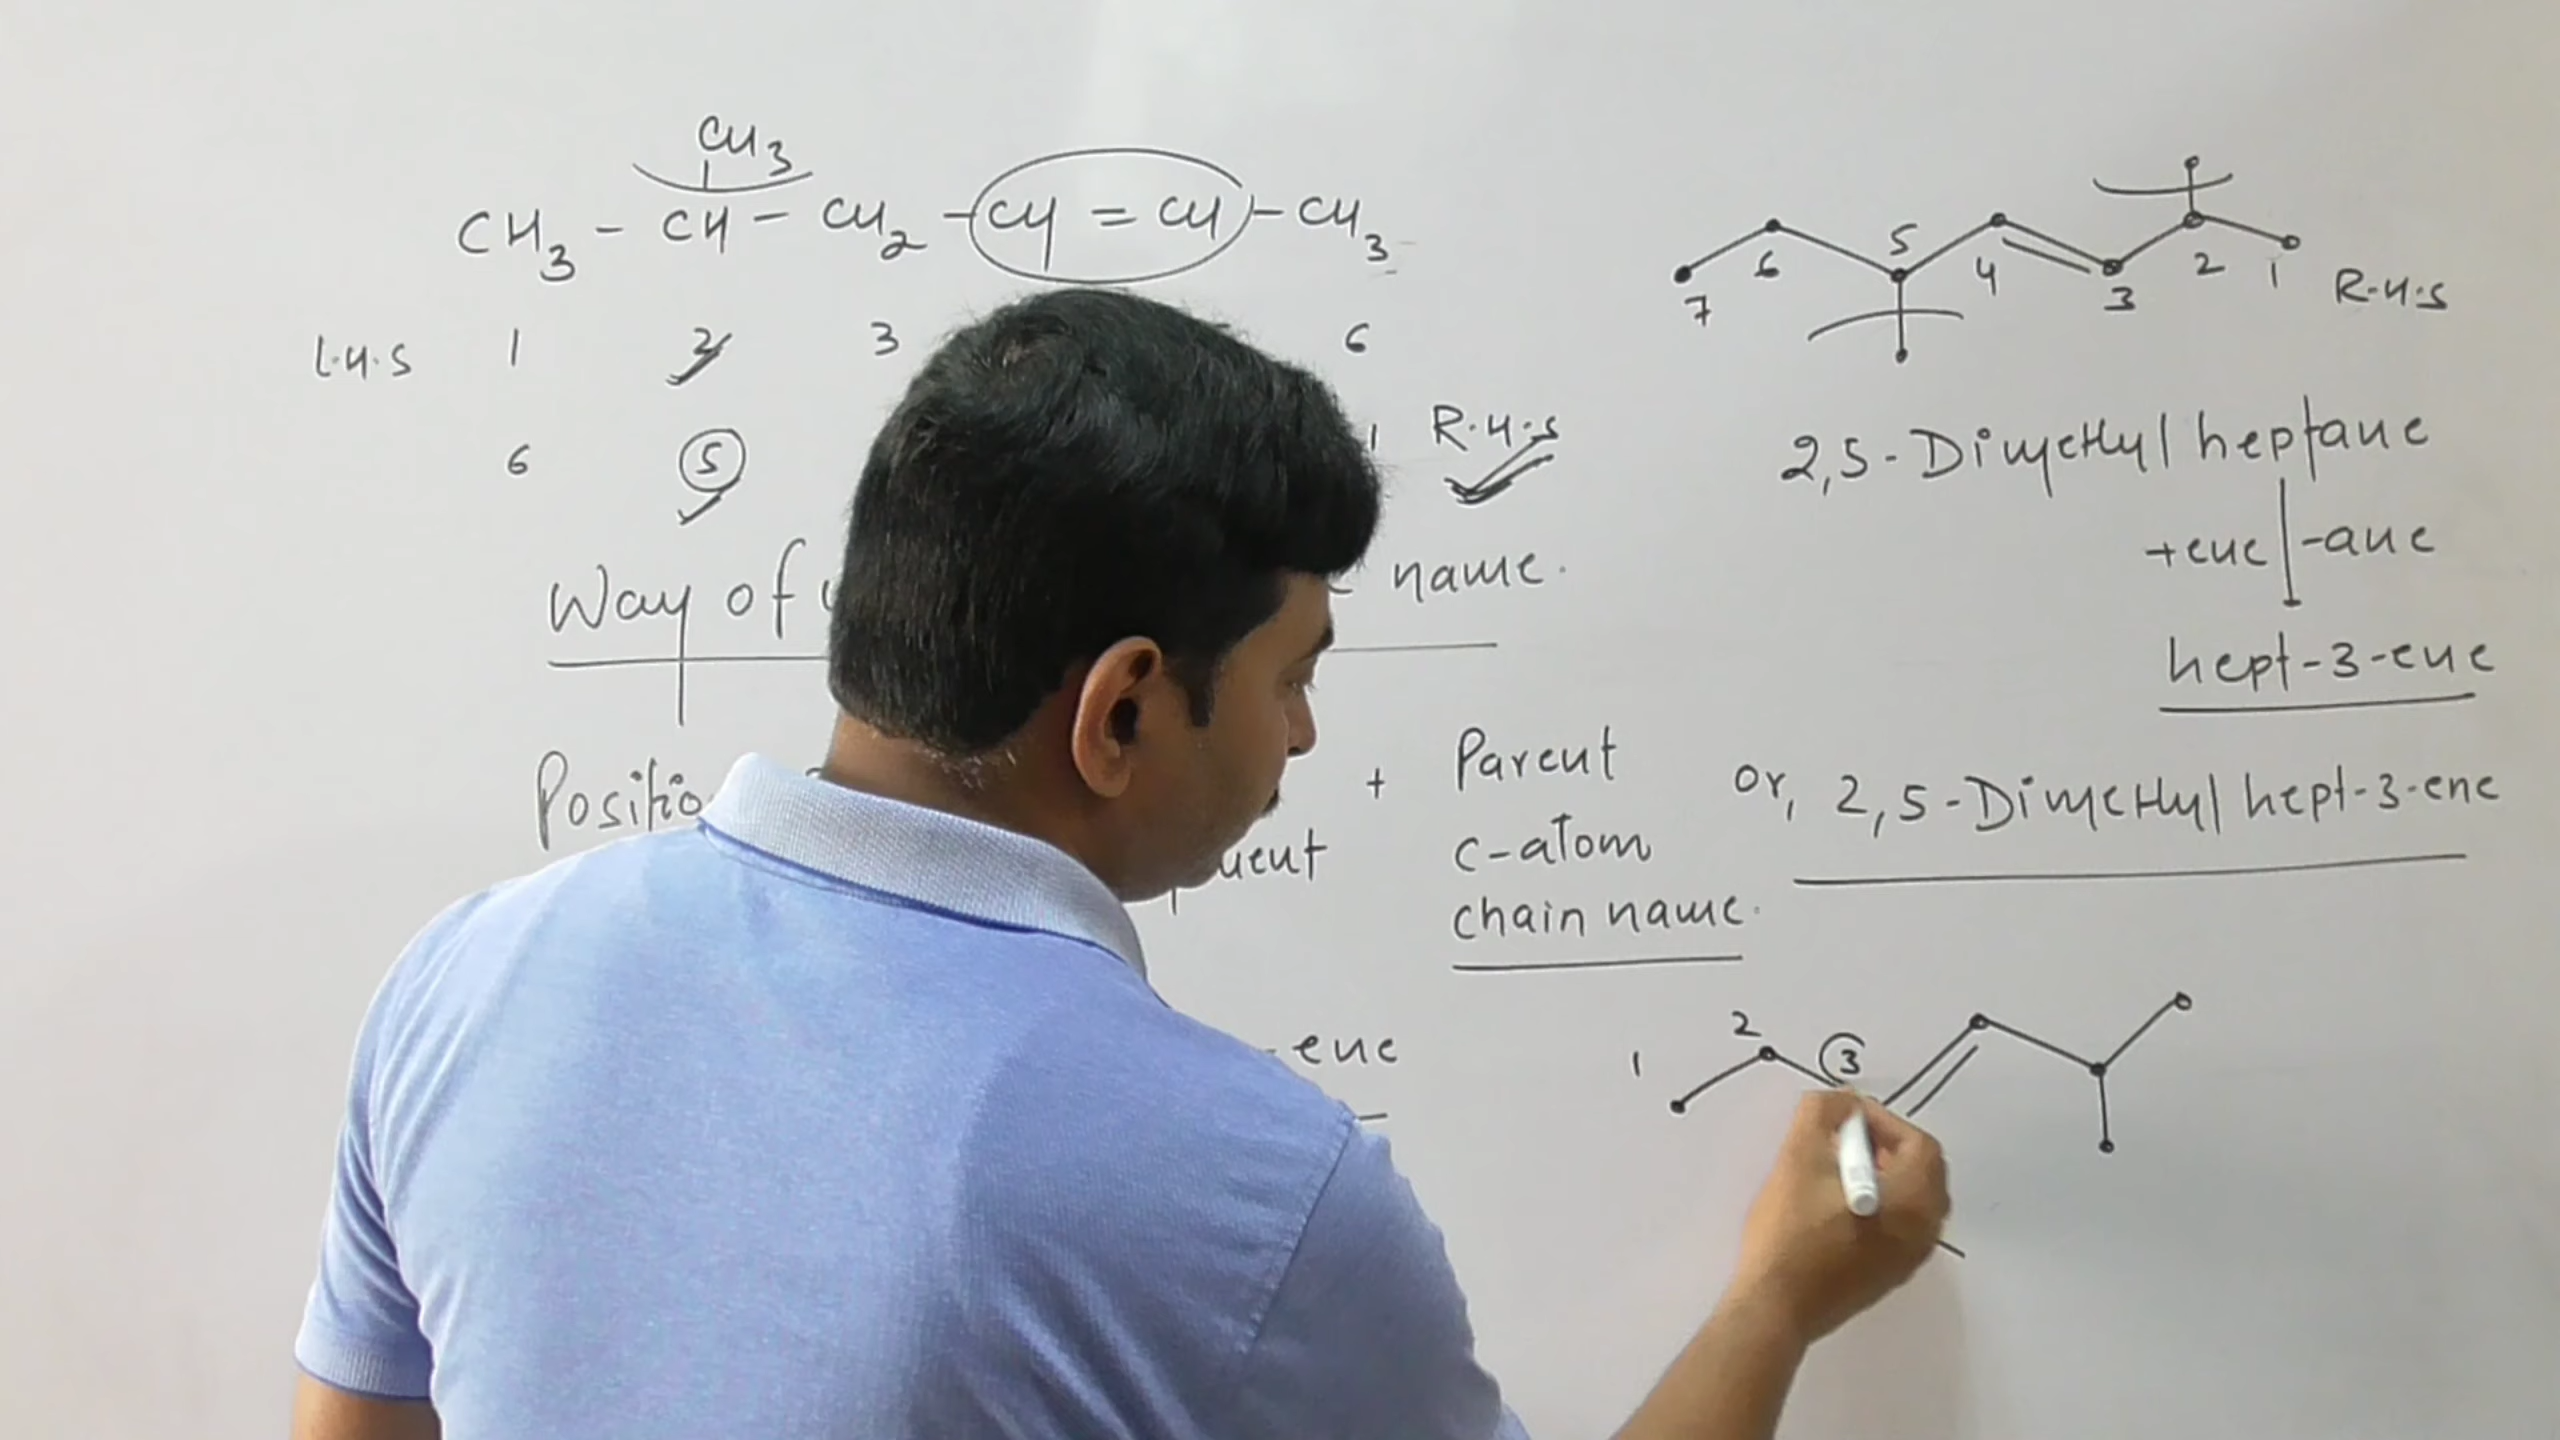 CH3
CH3 - CH - CH2 - CH = CH - CH3
L.H.S 1 2 3 6
6 5 1 R.H.S
Way of
name.
Positio
+ Parent
uent
c-atom
chain name.
-ene
7 6 5 4 3 2 1 R.H.S
2,5-Dimethyl heptane
+ene -ane
hept-3-ene
or, 2,5-Dimethyl hept-3-ene
1 2 3